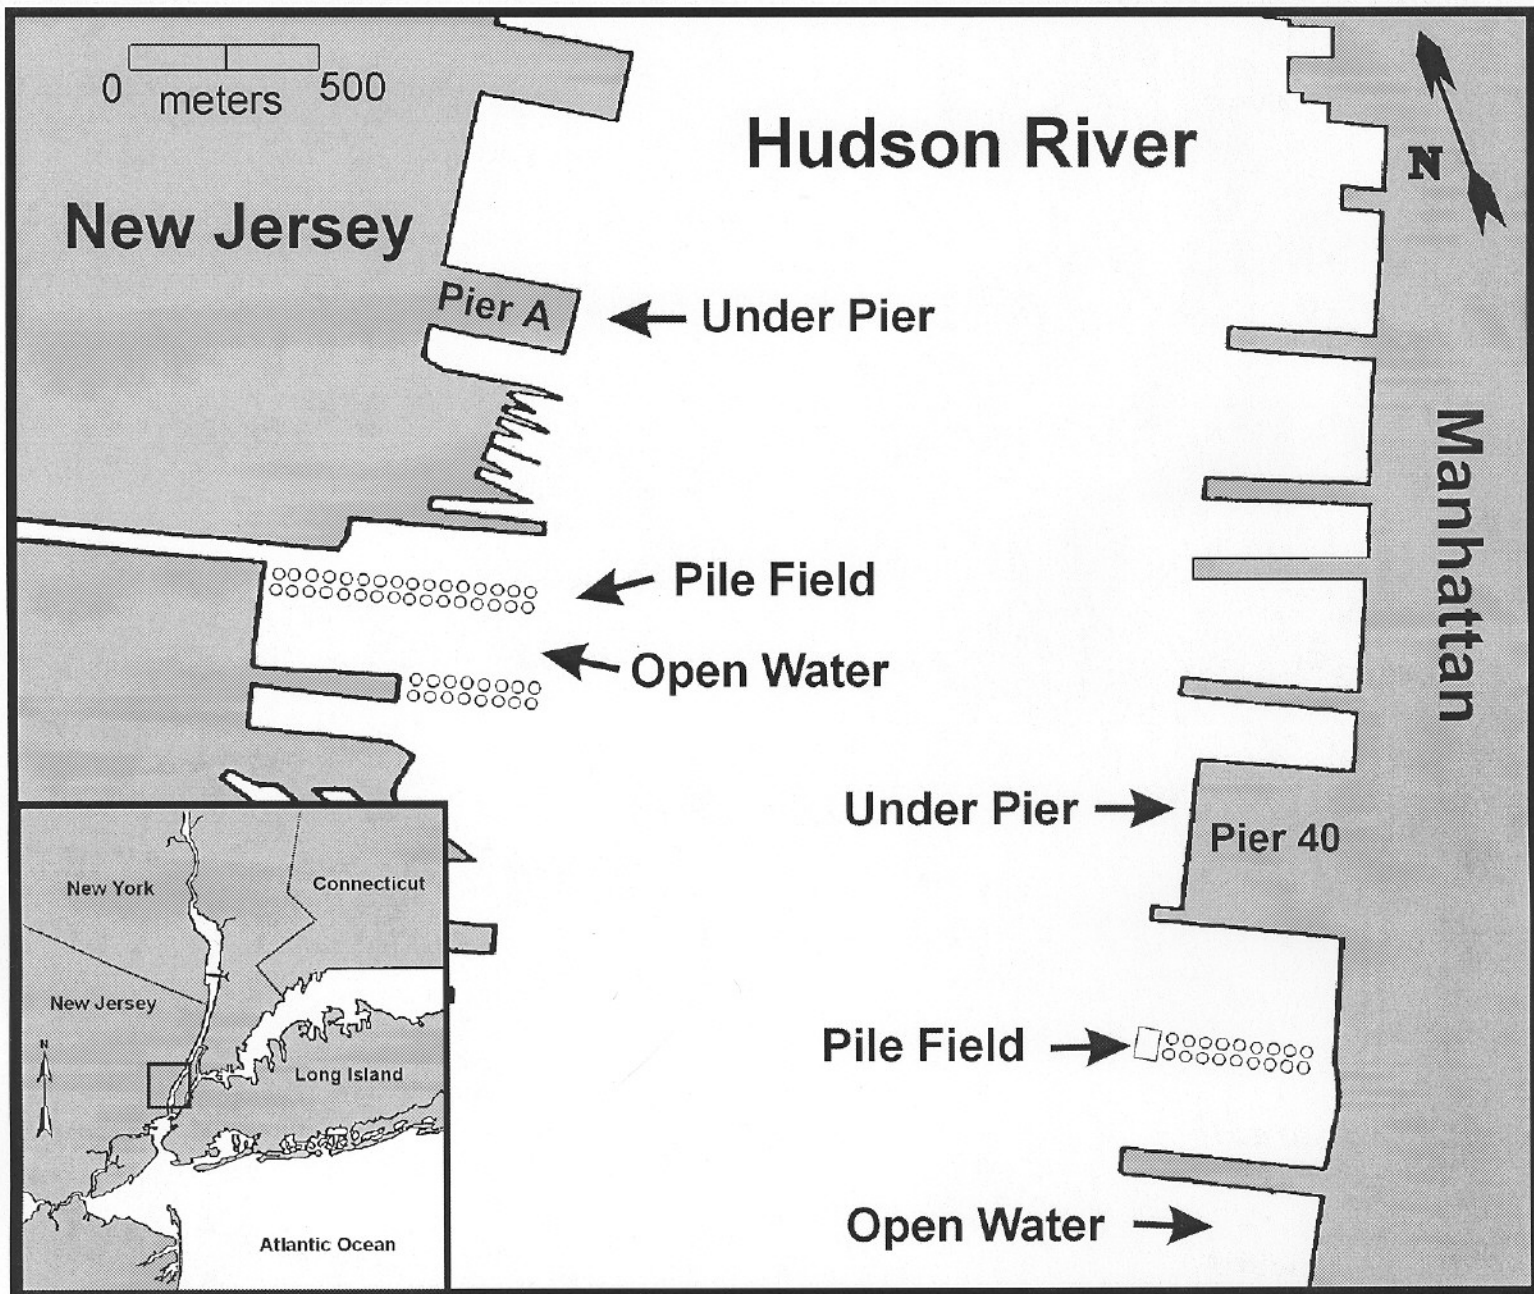 0 meters 500
Hudson River
N
New Jersey
Pier A
Under Pier
Manhattan
Pile Field
Open Water
Under Pier
Pier 40
Pile Field
Open Water
New York
Connecticut
New Jersey
N
Long Island
Atlantic Ocean